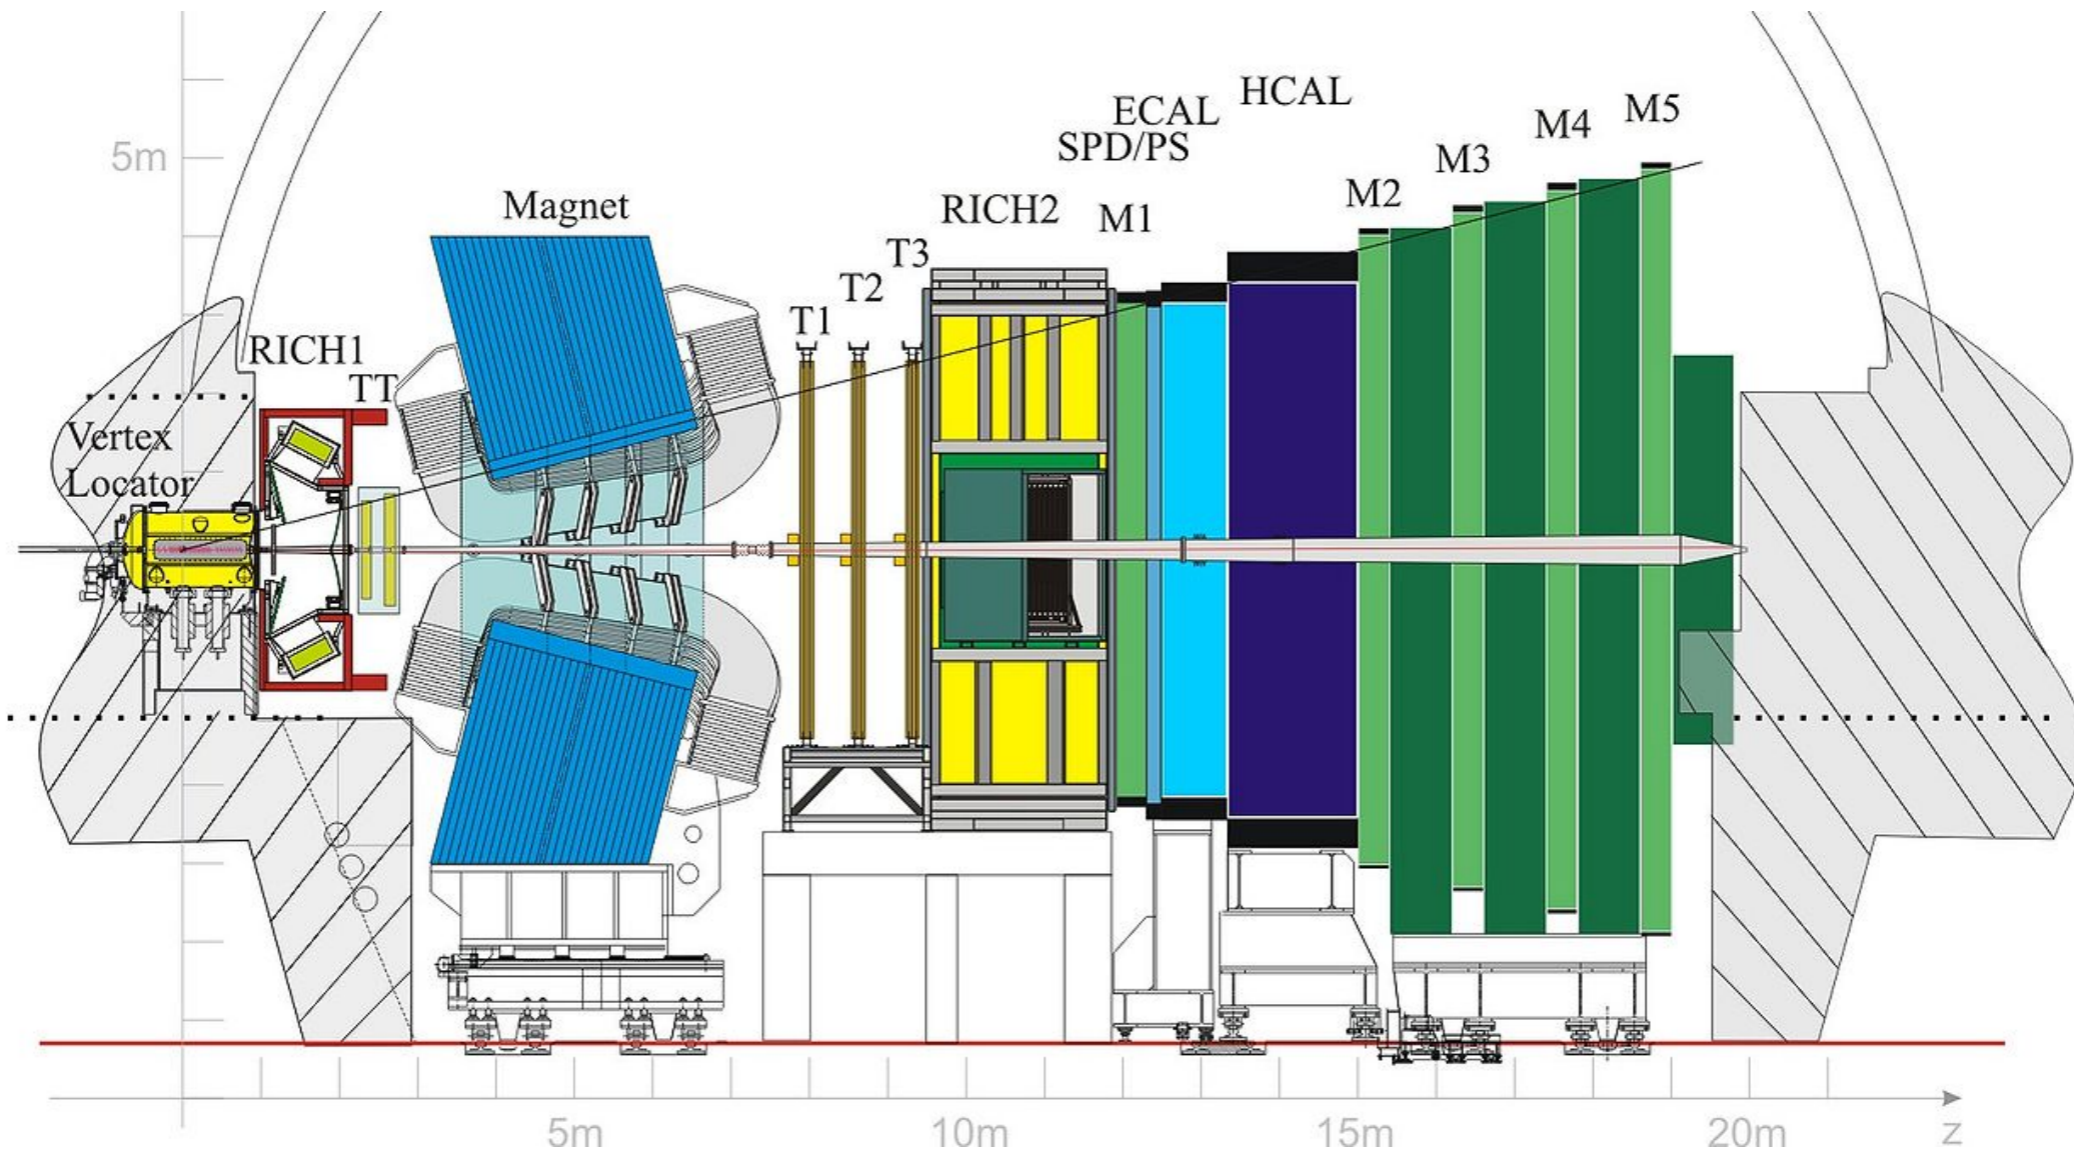 HCAL
ECAL
M5
M4
SPD/PS
5m
M3
M2
Magnet
RICH2
M1
T3
T2
T1
RICH1
TT
Vertex
Locator
5m
10m
15m
20m
z